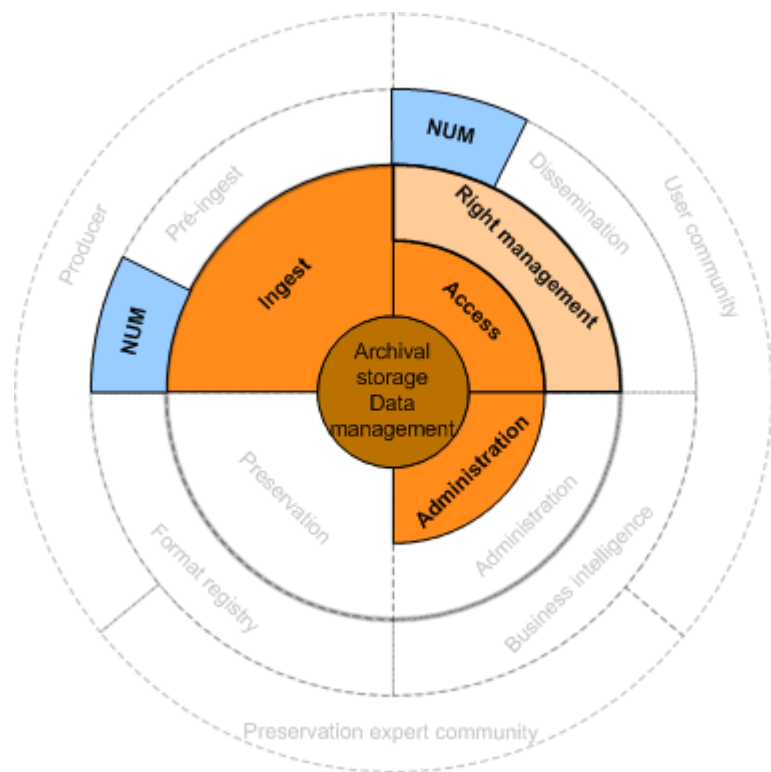 NUM
Dissemination
User community
Pré-ingest
Producer
Right management
Ingest
Access
NUM
Archival
storage
Data
management
Administration
Preservation
Administration
Format registry
Business intelligence
Preservation expert community